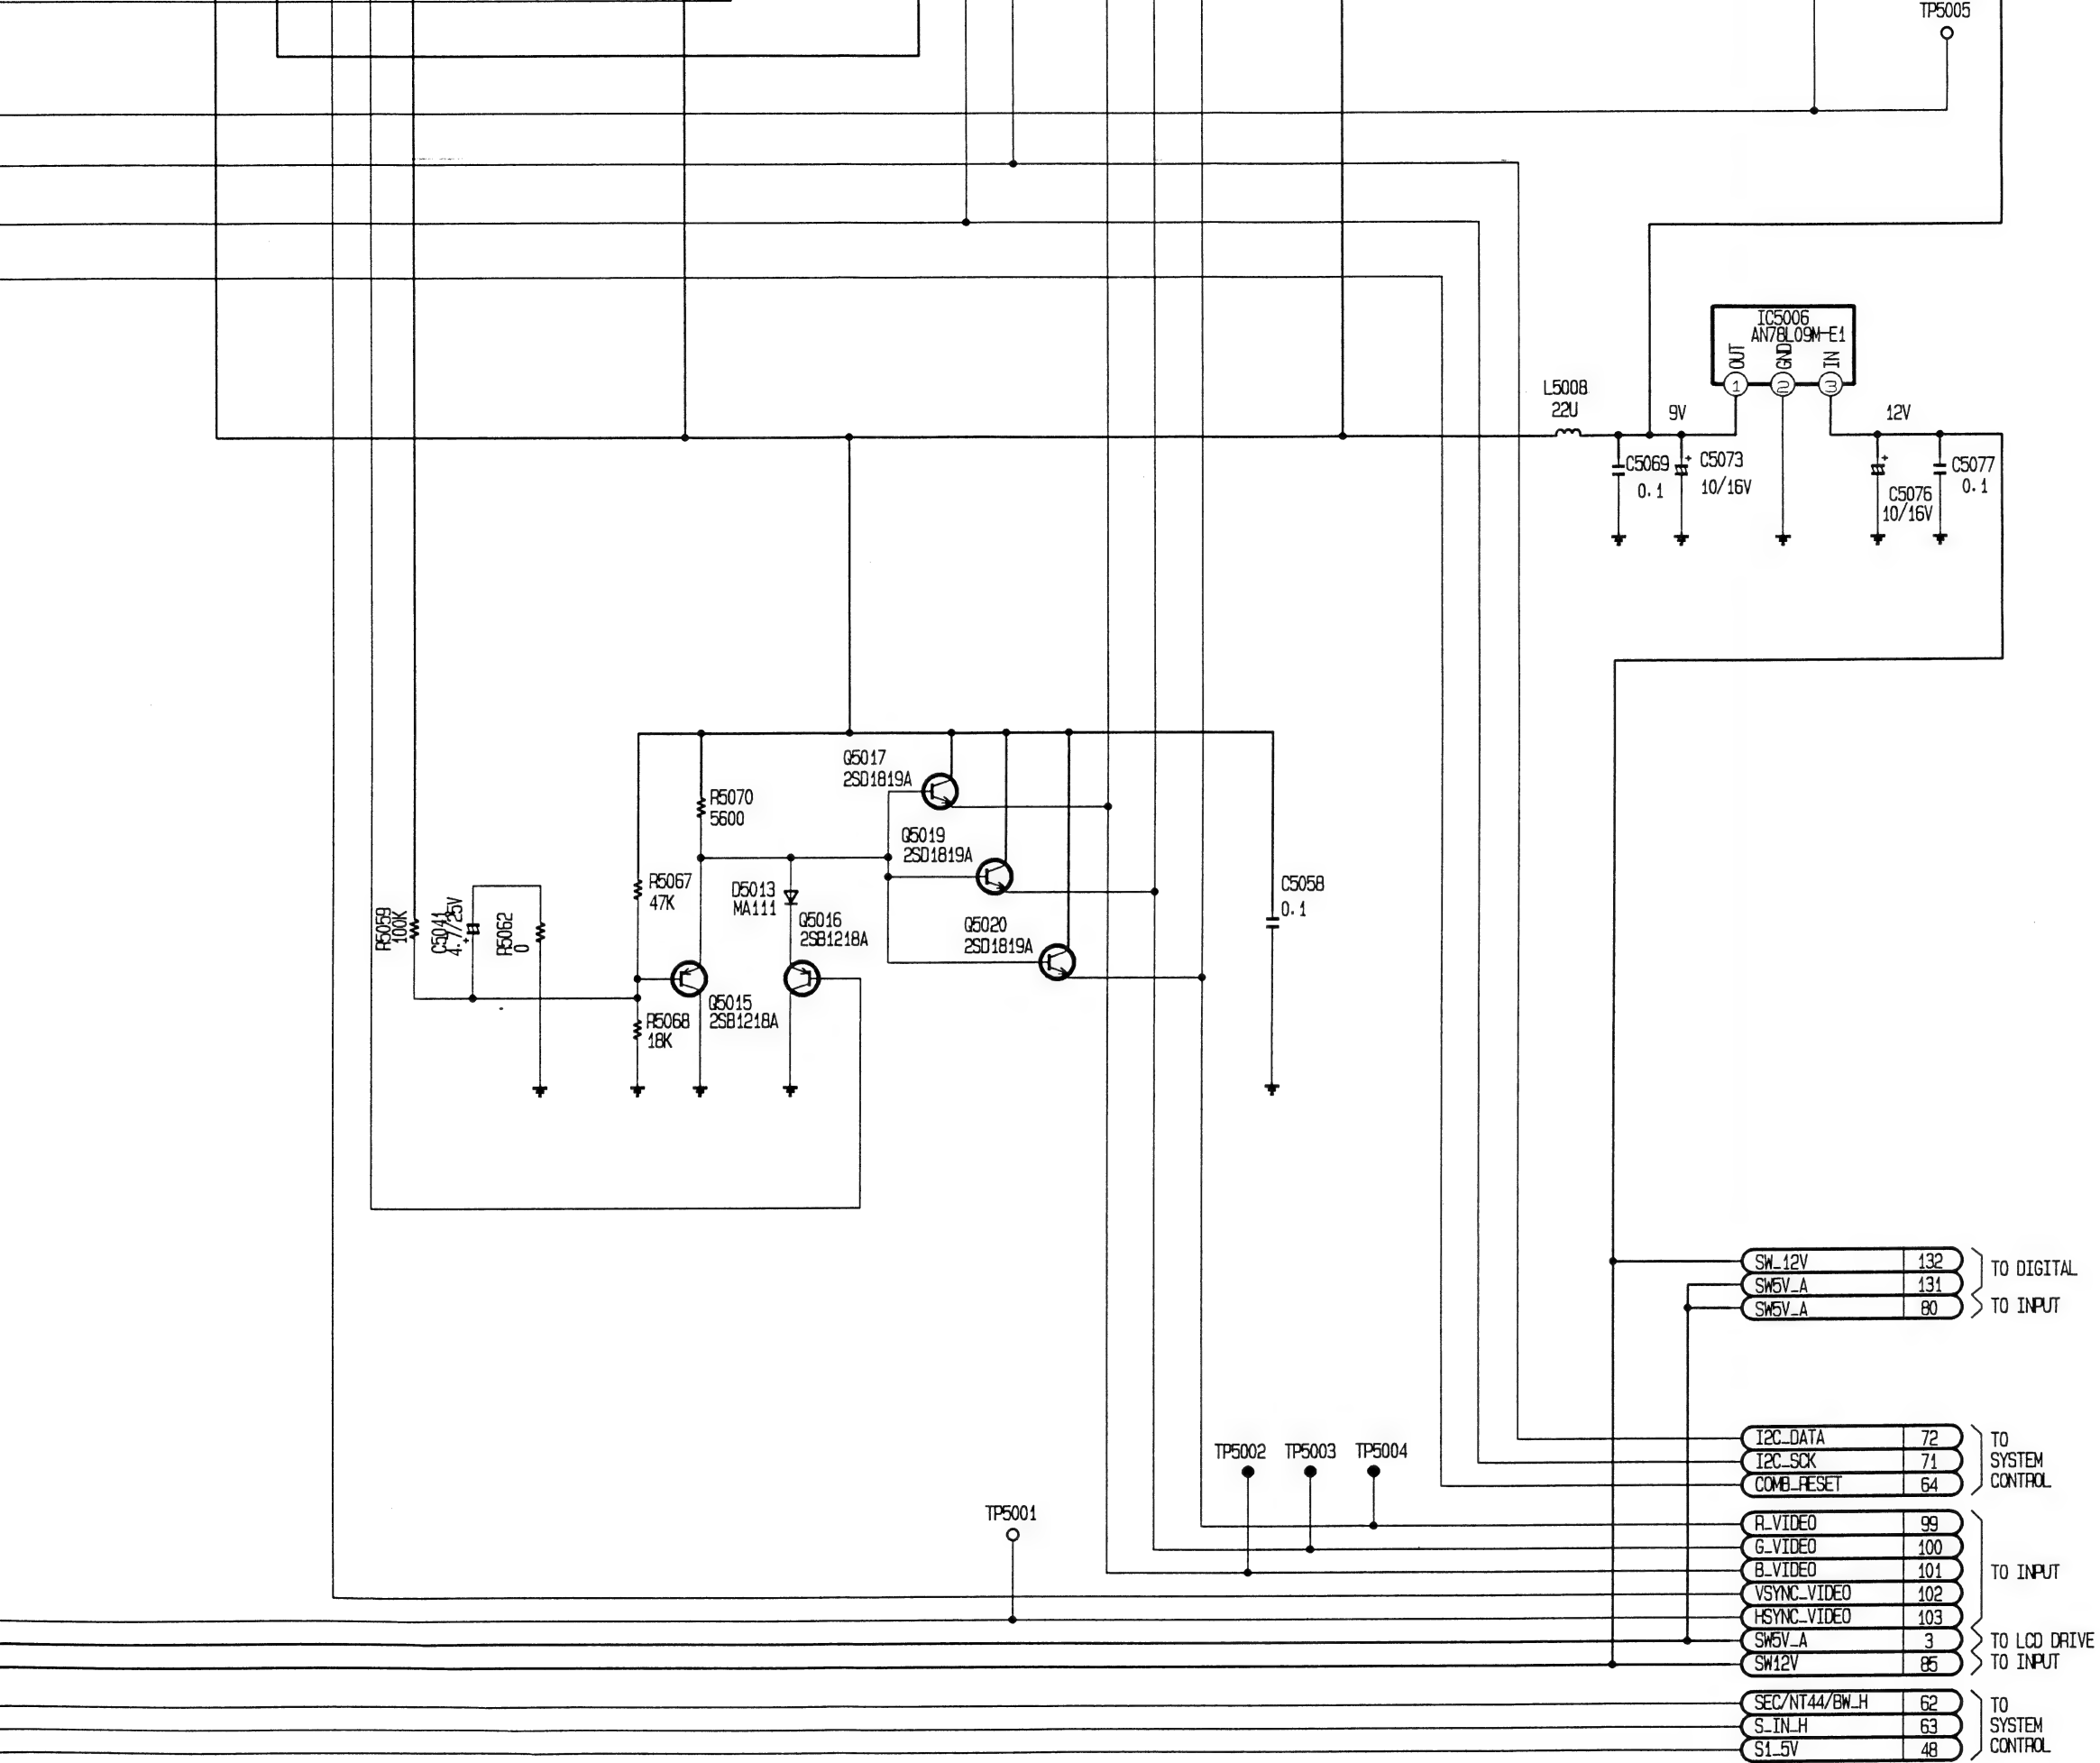 TP5005
IC5006
AN78L09M-E1
OUT
GND
IN
1
2
3
L5008
22U
9V
12V
C5069
0.1
C5073
10/16V
C5076
10/16V
C5077
0.1
Q5017
2SD1819A
R5070
5600
Q5019
2SD1819A
R5067
47K
D5013
MA111
Q5016
2SB1218A
C5058
0.1
R5059
100K
C5041
4.7/25V
R5062
0
Q5020
2SD1819A
Q5015
2SB1218A
R5068
18K
SW_12V 132
SW5V_A 131
SW5V_A 80
TO DIGITAL
TO INPUT
I2C_DATA 72
I2C_SCK 71
COMB_RESET 64
TO
SYSTEM
CONTROL
TP5002 TP5003 TP5004
TP5001
R_VIDEO 99
G_VIDEO 100
B_VIDEO 101
VSYNC_VIDEO 102
HSYNC_VIDEO 103
TO INPUT
SW5V_A 3
TO LCD DRIVE
SW12V 85
TO INPUT
SEC/NT44/BW_H 62
S_IN_H 63
S1_5V 48
TO
SYSTEM
CONTROL